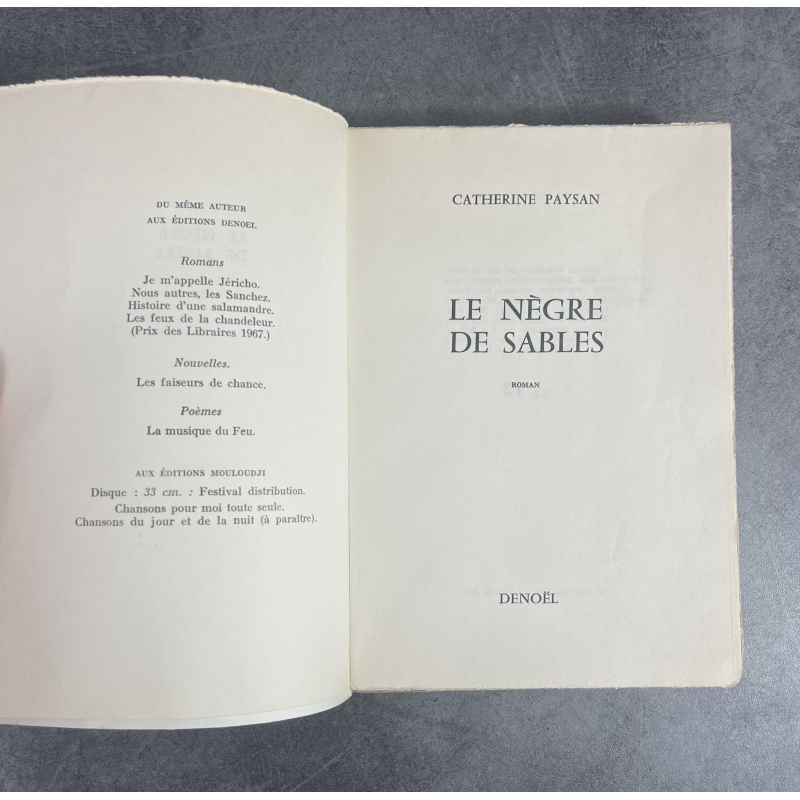 DU MÊME AUTEUR
AUX ÉDITIONS DENOEL
Romans
Je m'appelle Jéricho.
Nous autres, les Sanchez.
Histoire d'une salamandre.
Les feux de la chandeleur.
(Prix des Libraires 1967.)
Nouvelles.
Les faiseurs de chance.
Poèmes
La musique du Feu.
AUX ÉDITIONS MOULOUDJI
Disque : 33 cm. : Festival distribution.
Chansons pour moi toute seule.
Chansons du jour et de la nuit (à paraître).
CATHERINE PAYSAN
LE NÈGRE
DE SABLES
ROMAN
DENOËL